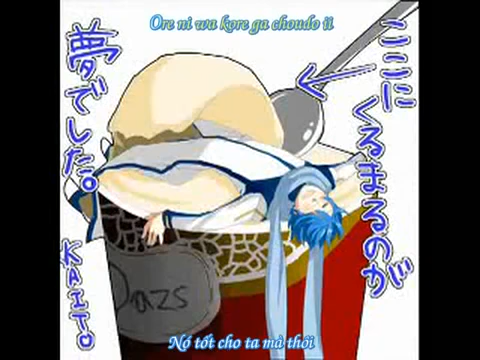 Ore ni wa kore ga choudo ii
ここに
くるまるのが
夢でした。
KAITO
Dazs
Nó tốt cho ta mà thôi